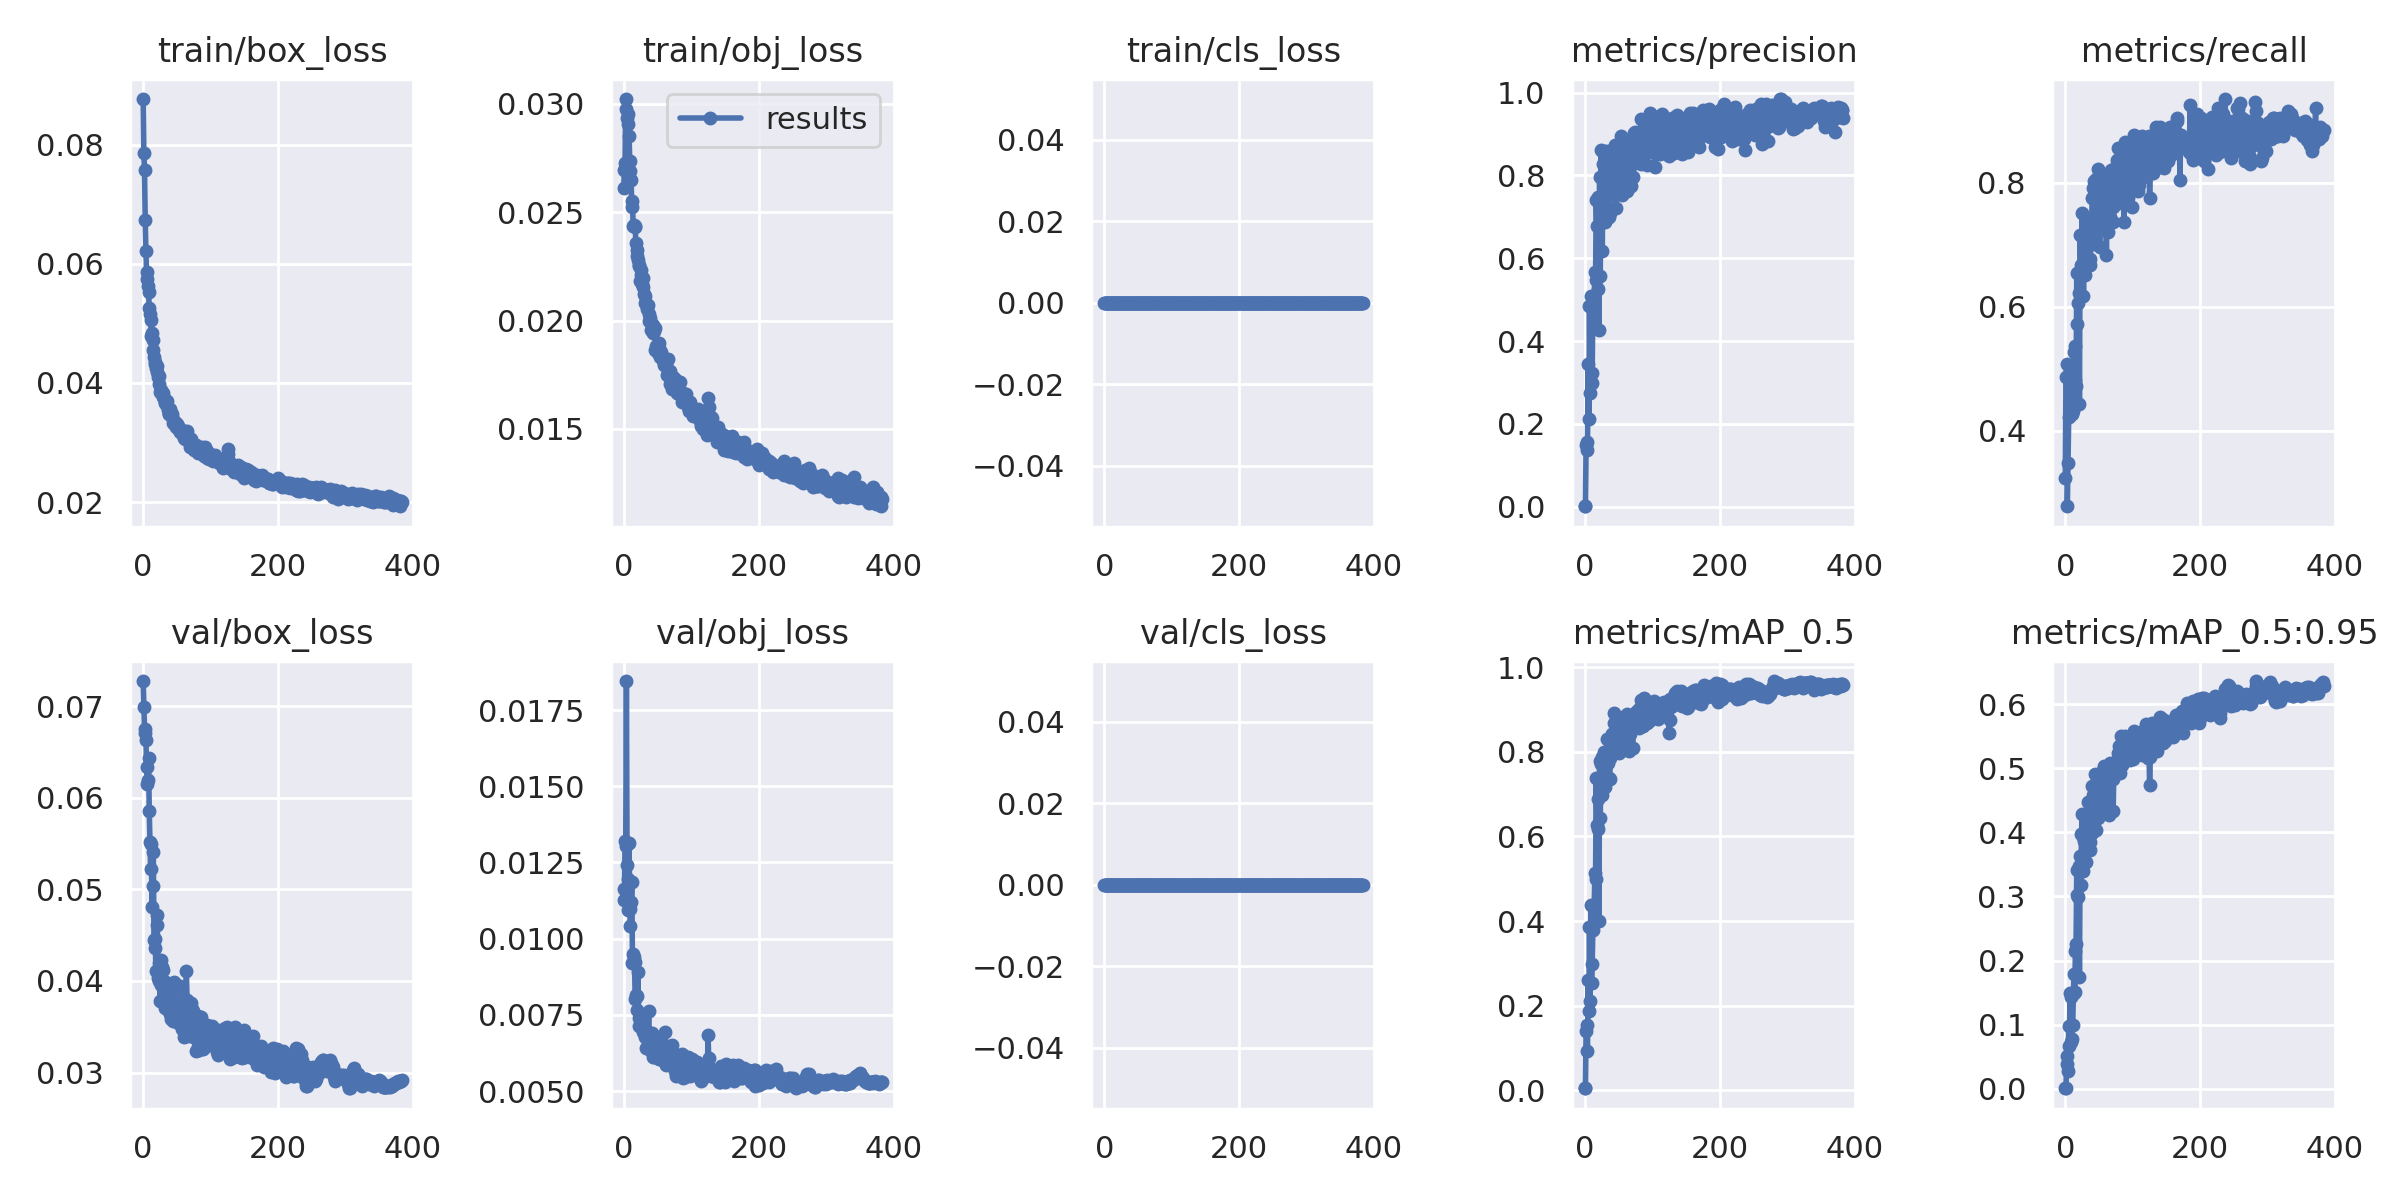 train/box_loss
0.08
0.06
0.04
0.02
0 200 400
train/obj_loss
results
0.030
0.025
0.020
0.015
0 200 400
train/cls_loss
0.04
0.02
0.00
−0.02
−0.04
0 200 400
metrics/precision
1.0
0.8
0.6
0.4
0.2
0.0
0 200 400
metrics/recall
0.8
0.6
0.4
0 200 400
val/box_loss
0.07
0.06
0.05
0.04
0.03
0 200 400
val/obj_loss
0.0175
0.0150
0.0125
0.0100
0.0075
0.0050
0 200 400
val/cls_loss
0.04
0.02
0.00
−0.02
−0.04
0 200 400
metrics/mAP_0.5
1.0
0.8
0.6
0.4
0.2
0.0
0 200 400
metrics/mAP_0.5:0.95
0.6
0.5
0.4
0.3
0.2
0.1
0.0
0 200 400